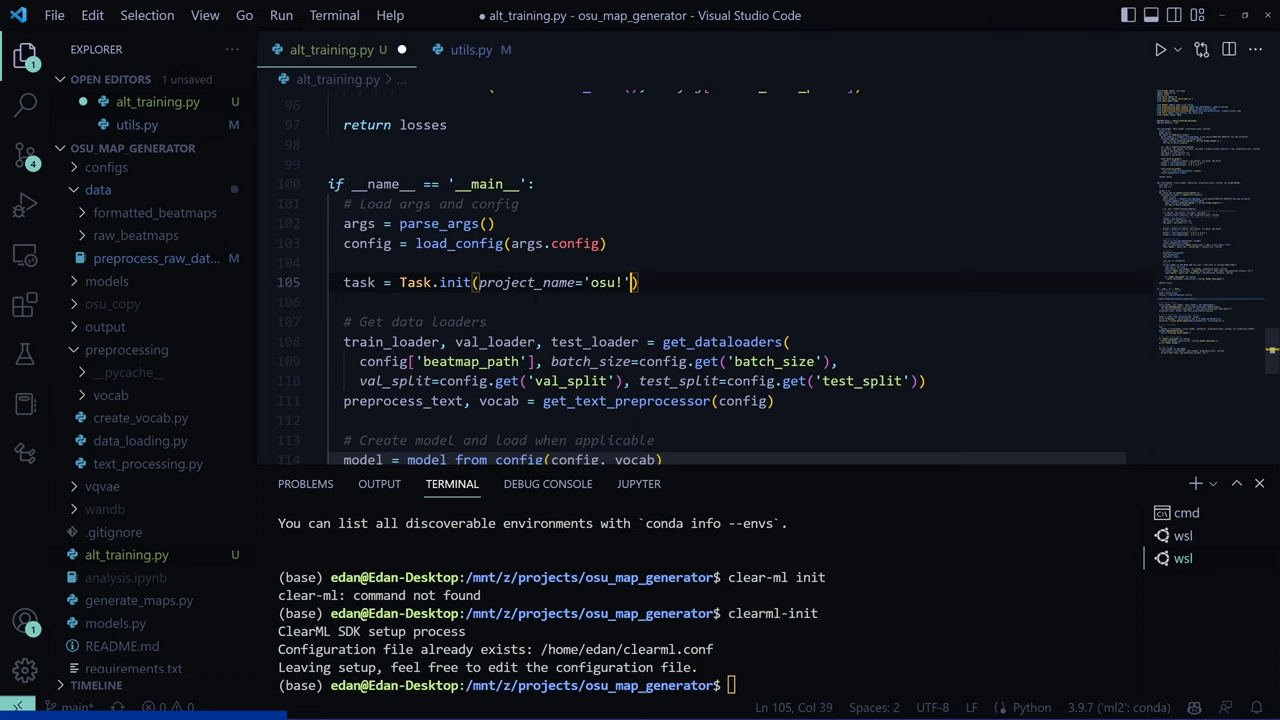 File Edit Selection View Go Run Terminal Help
● alt_training.py - osu_map_generator - Visual Studio Code
EXPLORER ···
OPEN EDITORS 1 unsaved
alt_training.py U
utils.py M
OSU_MAP_GENERATOR
configs
data
formatted_beatmaps
raw_beatmaps
preprocess_raw_dat... M
models
osu_copy
output
preprocessing
__pycache__
vocab
create_vocab.py
data_loading.py
text_processing.py
vqvae
wandb
.gitignore
alt_training.py U
analysis.ipynb
generate_maps.py
models.py
README.md
requirements.txt
TIMELINE
1
4
1
alt_training.py U ●
utils.py M
alt_training.py > ...
96
97 return losses
98
99
100 if __name__ == '__main__':
101 # Load args and config
102 args = parse_args()
103 config = load_config(args.config)
104
105 task = Task.init(project_name='osu!')
106
107 # Get data loaders
108 train_loader, val_loader, test_loader = get_dataloaders(
109 config['beatmap_path'], batch_size=config.get('batch_size'),
110 val_split=config.get('val_split'), test_split=config.get('test_split'))
111 preprocess_text, vocab = get_text_preprocessor(config)
112
113 # Create model and load when applicable
114 model = model_from_config(config, vocab)
PROBLEMS OUTPUT TERMINAL DEBUG CONSOLE JUPYTER
You can list all discoverable environments with `conda info --envs`.
(base) edan@Edan-Desktop:/mnt/z/projects/osu_map_generator$ clear-ml init
clear-ml: command not found
(base) edan@Edan-Desktop:/mnt/z/projects/osu_map_generator$ clearml-init
ClearML SDK setup process
Configuration file already exists: /home/edan/clearml.conf
Leaving setup, feel free to edit the configuration file.
(base) edan@Edan-Desktop:/mnt/z/projects/osu_map_generator$
cmd
wsl
wsl
main* 0 0 Ln 105, Col 39 Spaces: 2 UTF-8 LF Python 3.9.7 ('ml2': conda)